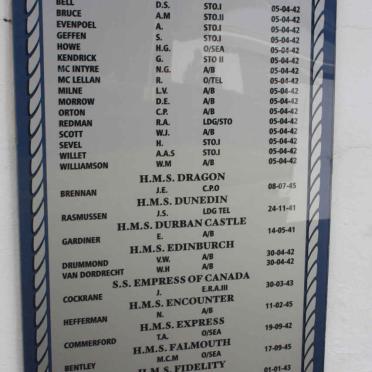 BELL D.S. STO.I 05-04-42
BRUCE A.M STO.II 05-04-42
EVENPOEL A. STO.I 05-04-42
GEFFEN S. STO.I 05-04-42
HOWE H.G. O/SEA 05-04-42
KENDRICK G. STO II 05-04-42
MC INTYRE N.G. A/B 05-04-42
MC LELLAN R. O/TEL 05-04-42
MILNE L.V. A/B 05-04-42
MORROW D.E. A/B 05-04-42
ORTON C.P. A/B 05-04-42
REDMAN R.A. LDG/STO 05-04-42
SCOTT W.J. A/B 05-04-42
SEVEL H. STO.I 05-04-42
WILLET A.A.S STO.I 05-04-42
WILLIAMSON W.M A/B 05-04-42
H.M.S. DRAGON
BRENNAN J.E. C.P.O 08-07-45
H.M.S. DUNEDIN
RASMUSSEN J.S. LDG TEL 24-11-41
H.M.S. DURBAN CASTLE
GARDINER E. A/B 14-05-41
H.M.S. EDINBURCH
DRUMMOND V.W. A/B 30-04-42
VAN DORDRECHT W.H A/B 30-04-42
S.S. EMPRESS OF CANADA
COCKRANE J. E.R.A.III 30-03-43
H.M.S. ENCOUNTER
HEFFERMAN N. A/B 11-02-45
H.M.S. EXPRESS
COMMERFORD T.A. O/SEA 19-09-42
H.M.S. FALMOUTH
BENTLEY M.C.M O/SEA 17-09-45
H.M.S. FIDELITY
01-01-43